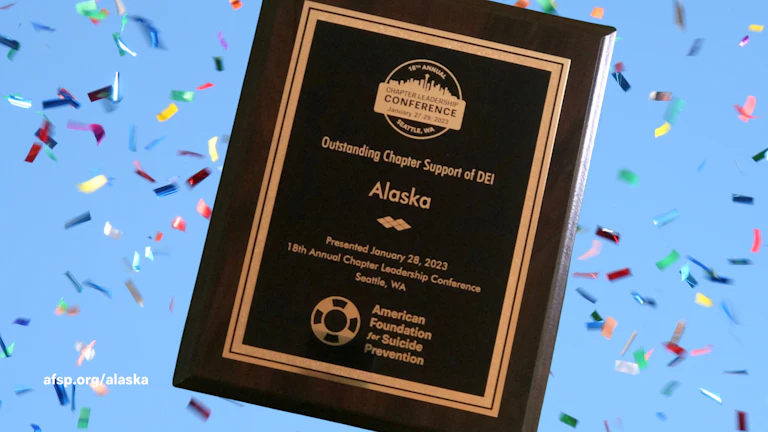 18TH ANNUAL
CHAPTER LEADERSHIP
CONFERENCE
January 27-29, 2023
SEATTLE, WA
Outstanding Chapter Support of DEI
Alaska
Presented January 28, 2023
18th Annual Chapter Leadership Conference
Seattle, WA
American
Foundation
for Suicide
Prevention
afsp.org/alaska